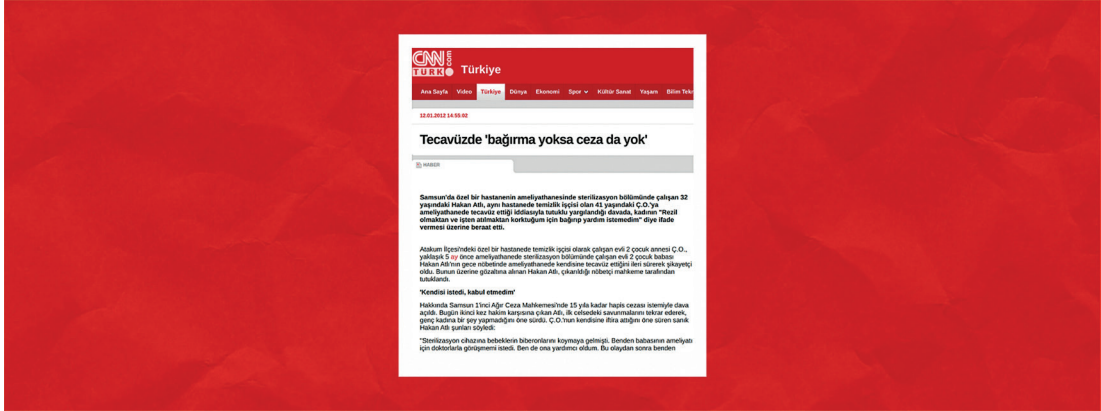 CNN.com
TÜRK
Türkiye
Ana Sayfa Video Türkiye Dünya Ekonomi Spor Kültür Sanat Yaşam Bilim Tekn
12.01.2012 14:55:02
Tecavüzde 'bağırma yoksa ceza da yok'
HABER
Samsun'da özel bir hastanenin ameliyathanesinde sterilizasyon bölümünde çalışan 32
yaşındaki Hakan Atlı, aynı hastanede temizlik işçisi olan 41 yaşındaki Ç.O.'ya
ameliyathanede tecavüz ettiği iddiasıyla tutuklu yargılandığı davada, kadının "Rezil
olmaktan ve işten atılmaktan korktuğum için bağırıp yardım istemedim" diye ifade
vermesi üzerine beraat etti.
Atakum İlçesi'ndeki özel bir hastanede temizlik işçisi olarak çalışan evli 2 çocuk annesi Ç.O.,
yaklaşık 5 ay önce ameliyathanede sterilizasyon bölümünde çalışan evli 2 çocuk babası
Hakan Atlı'nın gece nöbetinde ameliyathanede kendisine tecavüz ettiğini ileri sürerek şikayetçi
oldu. Bunun üzerine gözaltına alınan Hakan Atlı, çıkarıldığı nöbetçi mahkeme tarafından
tutuklandı.
'Kendisi istedi, kabul etmedim'
Hakkında Samsun 1'inci Ağır Ceza Mahkemesi'nde 15 yıla kadar hapis cezası istemiyle dava
açıldı. Bugün ikinci kez hakim karşısına çıkan Atlı, ilk celsedeki savunmalarını tekrar ederek,
genç kadına bir şey yapmadığını öne sürdü. Ç.O.'nun kendisine iftira attığını öne süren sanık
Hakan Atlı şunları söyledi:
"Sterilizasyon cihazına bebeklerin biberonlarını koymaya gelmişti. Benden babasının ameliyatı
için doktorlarla görüşmemi istedi. Ben de ona yardımcı oldum. Bu olaydan sonra benden